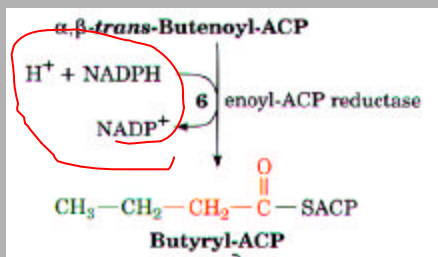 α,β-trans-Butenoyl-ACP
H⁺ + NADPH
6 enoyl-ACP reductase
NADP⁺
O
CH₃—CH₂—CH₂—C—SACP
Butyryl-ACP